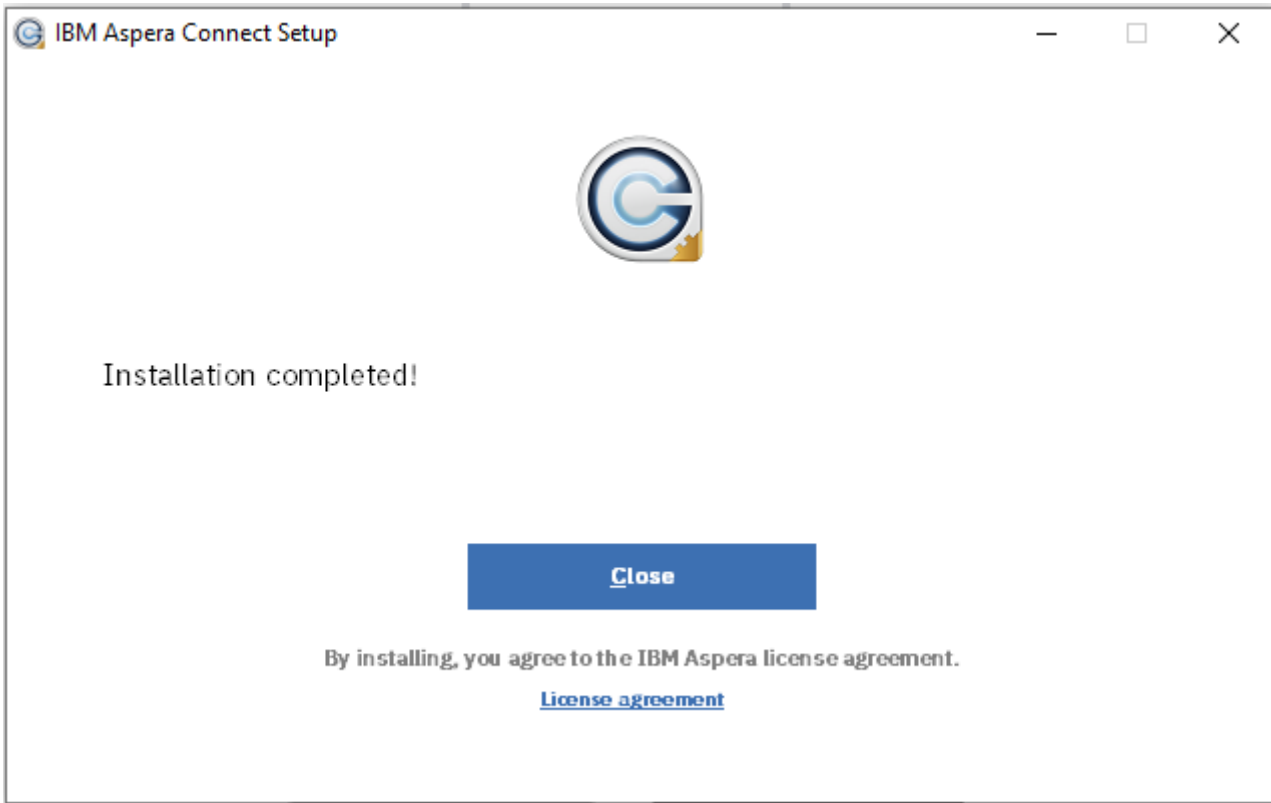 IBM Aspera Connect Setup
Installation completed!
Close
By installing, you agree to the IBM Aspera license agreement.
License agreement